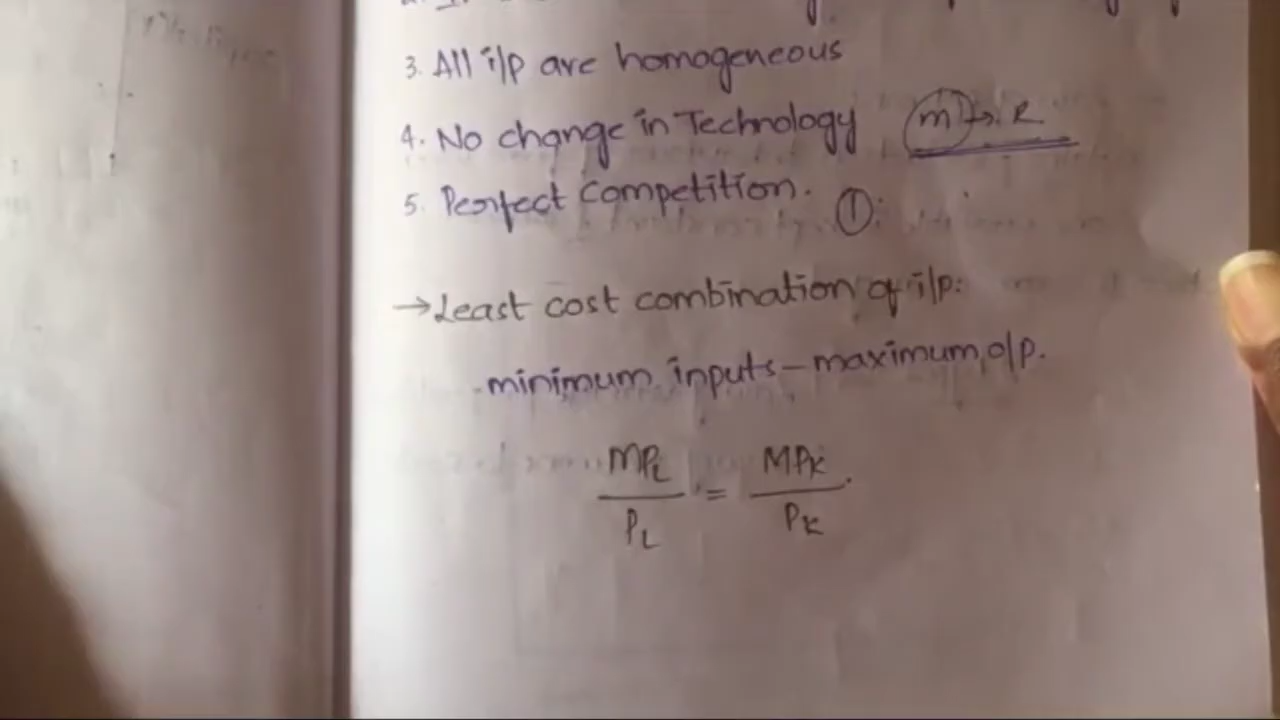 3. All i/p are homogeneous
4. No change in Technology m → R
5. Perfect Competition. ①:
→ Least cost combination of i/p:
minimum inputs - maximum o/p.
MPL = MPK
PL PK